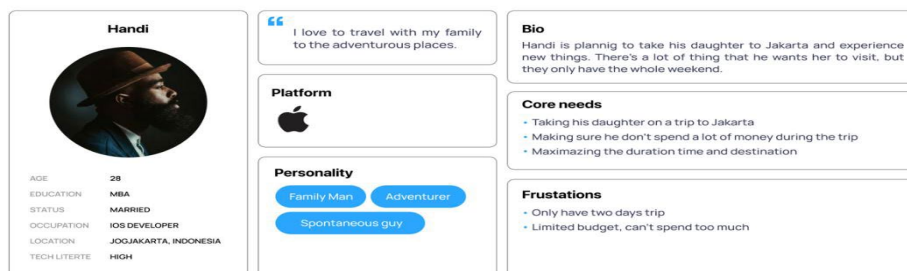 Handi
AGE 28
EDUCATION MBA
STATUS MARRIED
OCCUPATION IOS DEVELOPER
LOCATION JOGJAKARTA, INDONESIA
TECH LITERTE HIGH
“
I love to travel with my family
to the adventurous places.
Platform
Personality
Family Man
Adventurer
Spontaneous guy
Bio
Handi is plannig to take his daughter to Jakarta and experience
new things. There's a lot of thing that he wants her to visit, but
they only have the whole weekend.
Core needs
• Taking his daughter on a trip to Jakarta
• Making sure he don't spend a lot of money during the trip
• Maximazing the duration time and destination
Frustations
• Only have two days trip
• Limited budget, can't spend too much